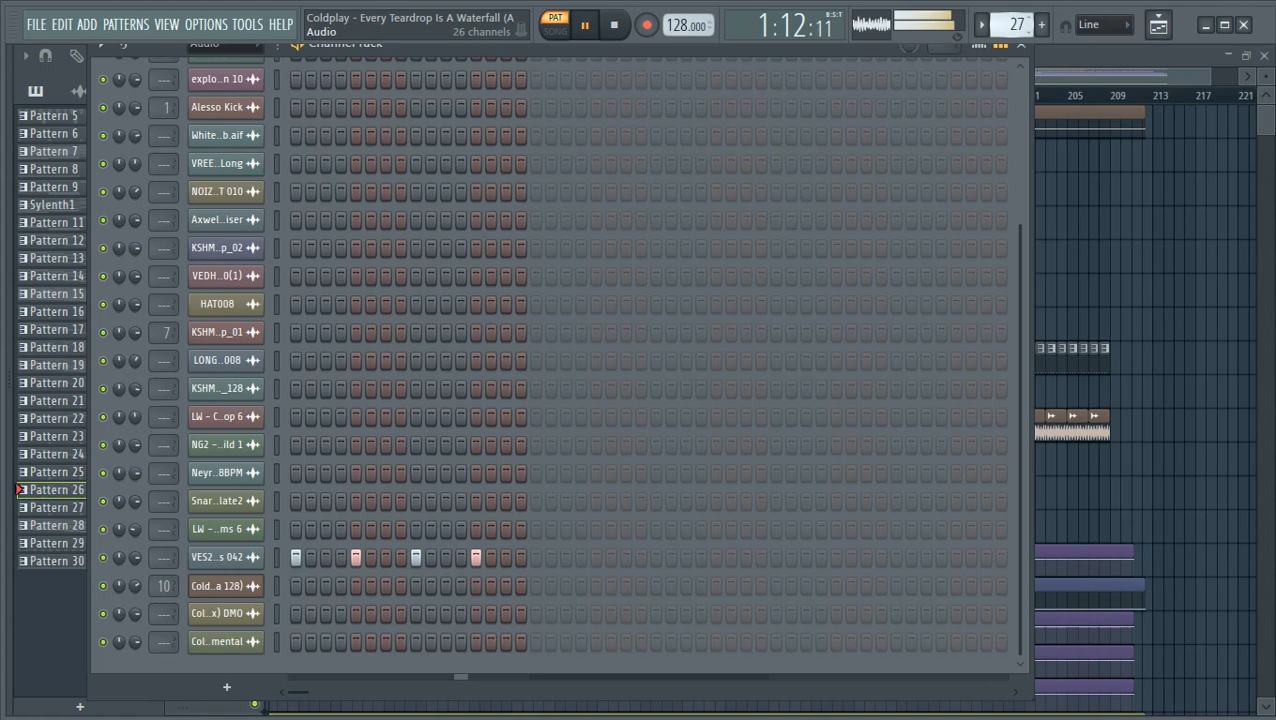 FILE EDIT ADD PATTERNS VIEW OPTIONS TOOLS HELP
Coldplay - Every Teardrop Is A Waterfall (A
Audio
26 channels
PAT
SONG
128.000
1:12:11
B:S:T
27
Line
Audio
Channel rack
Pattern 5
Pattern 6
Pattern 7
Pattern 8
Pattern 9
Sylenth1
Pattern 11
Pattern 12
Pattern 13
Pattern 14
Pattern 15
Pattern 16
Pattern 17
Pattern 18
Pattern 19
Pattern 20
Pattern 21
Pattern 22
Pattern 23
Pattern 24
Pattern 25
Pattern 26
Pattern 27
Pattern 28
Pattern 29
Pattern 30
--- explo..n 10
1 Alesso Kick
--- White..b.aif
--- VREE..Long
--- NOIZ..T 010
--- Axwel..iser
--- KSHM..p_02
--- VEDH..0(1)
--- HAT008
7 KSHM..p_01
--- LONG..008
--- KSHM.._128
--- LW - C..op 6
--- NG2 -..ild 1
--- Neyr..8BPM
--- Snar..late2
--- LW -..ms 6
--- VES2..s 042
10 Cold..a 128)
--- Col..x) DMO
--- Col..mental
1 205 209 213 217 221